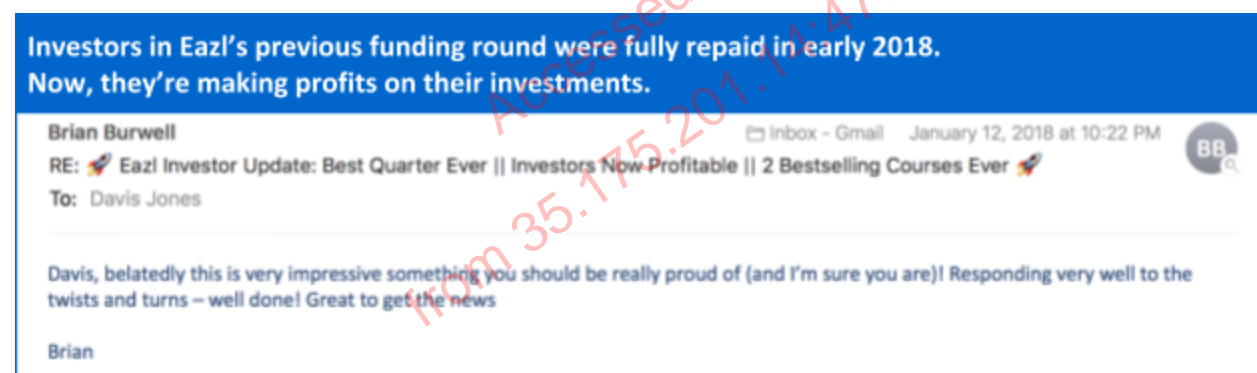 Investors in Eazl's previous funding round were fully repaid in early 2018.
Now, they're making profits on their investments.
Brian Burwell Inbox - Gmail January 12, 2018 at 10:22 PM
BB
RE: 🚀 Eazl Investor Update: Best Quarter Ever || Investors Now Profitable || 2 Bestselling Courses Ever 🚀
To: Davis Jones
Davis, belatedly this is very impressive something you should be really proud of (and I'm sure you are)! Responding very well to the
twists and turns – well done! Great to get the news
Brian
Accessed
from 35.175.201.14:47